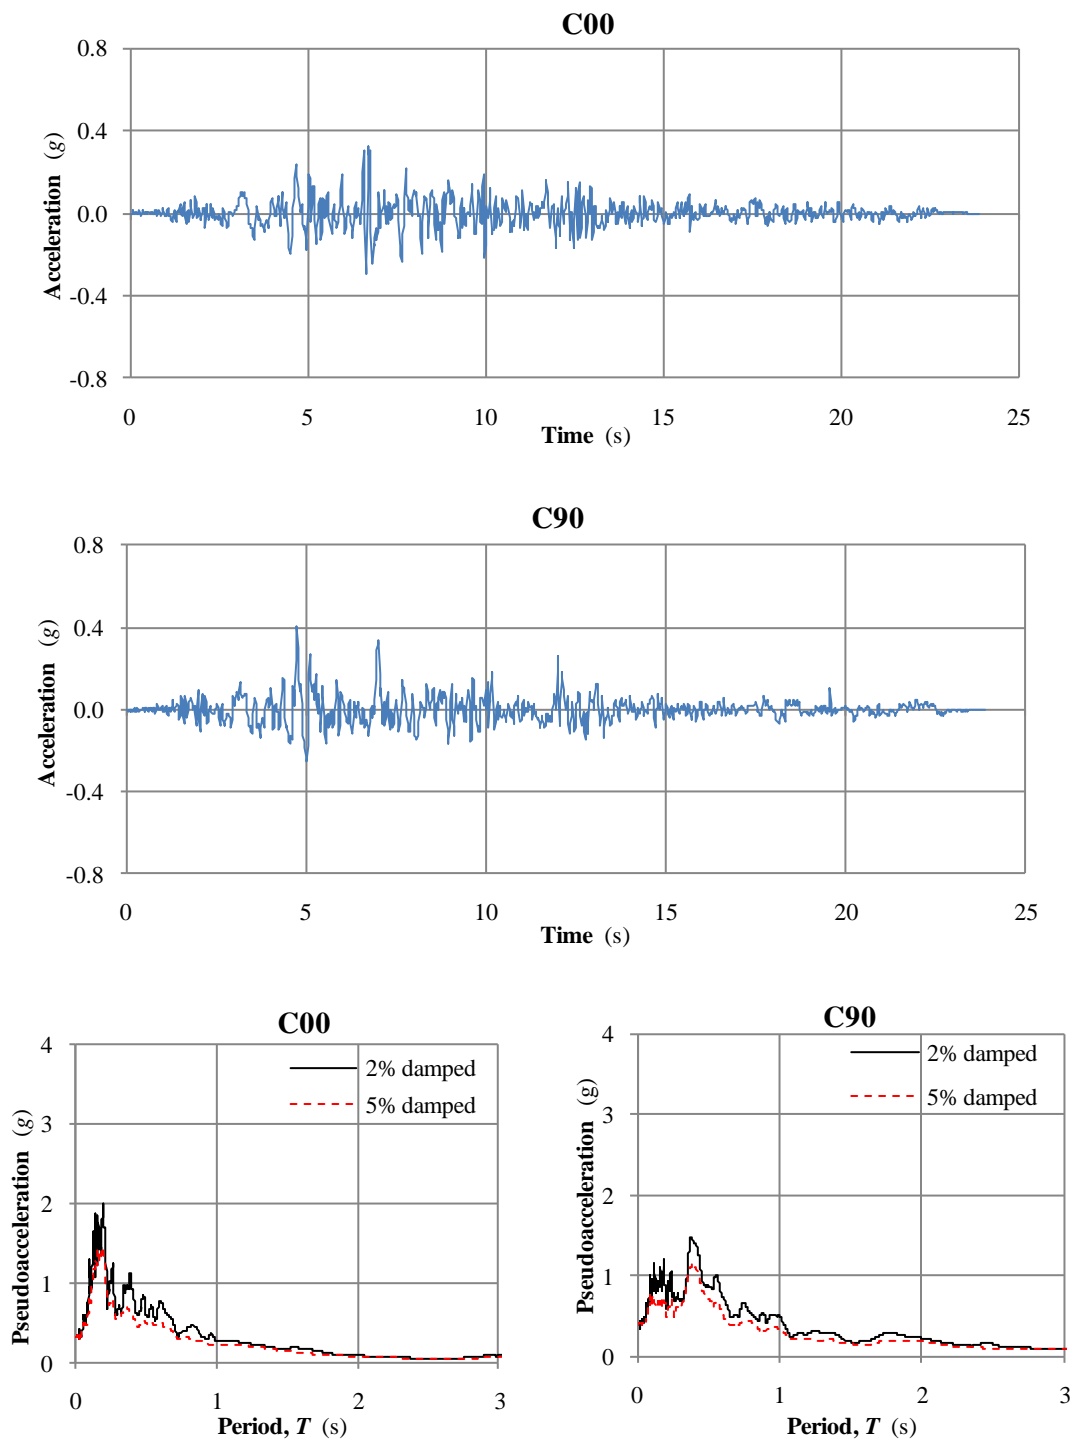 C00
0.8
0.4
0.0
-0.4
-0.8
Acceleration (g)
0 5 10 15 20 25
Time (s)
C90
0.8
0.4
0.0
-0.4
-0.8
Acceleration (g)
0 5 10 15 20 25
Time (s)
C00
4
3
2
1
0
Pseudoacceleration (g)
2% damped
5% damped
0 1 2 3
Period, T (s)
C90
4
3
2
1
0
Pseudoacceleration (g)
2% damped
5% damped
0 1 2 3
Period, T (s)